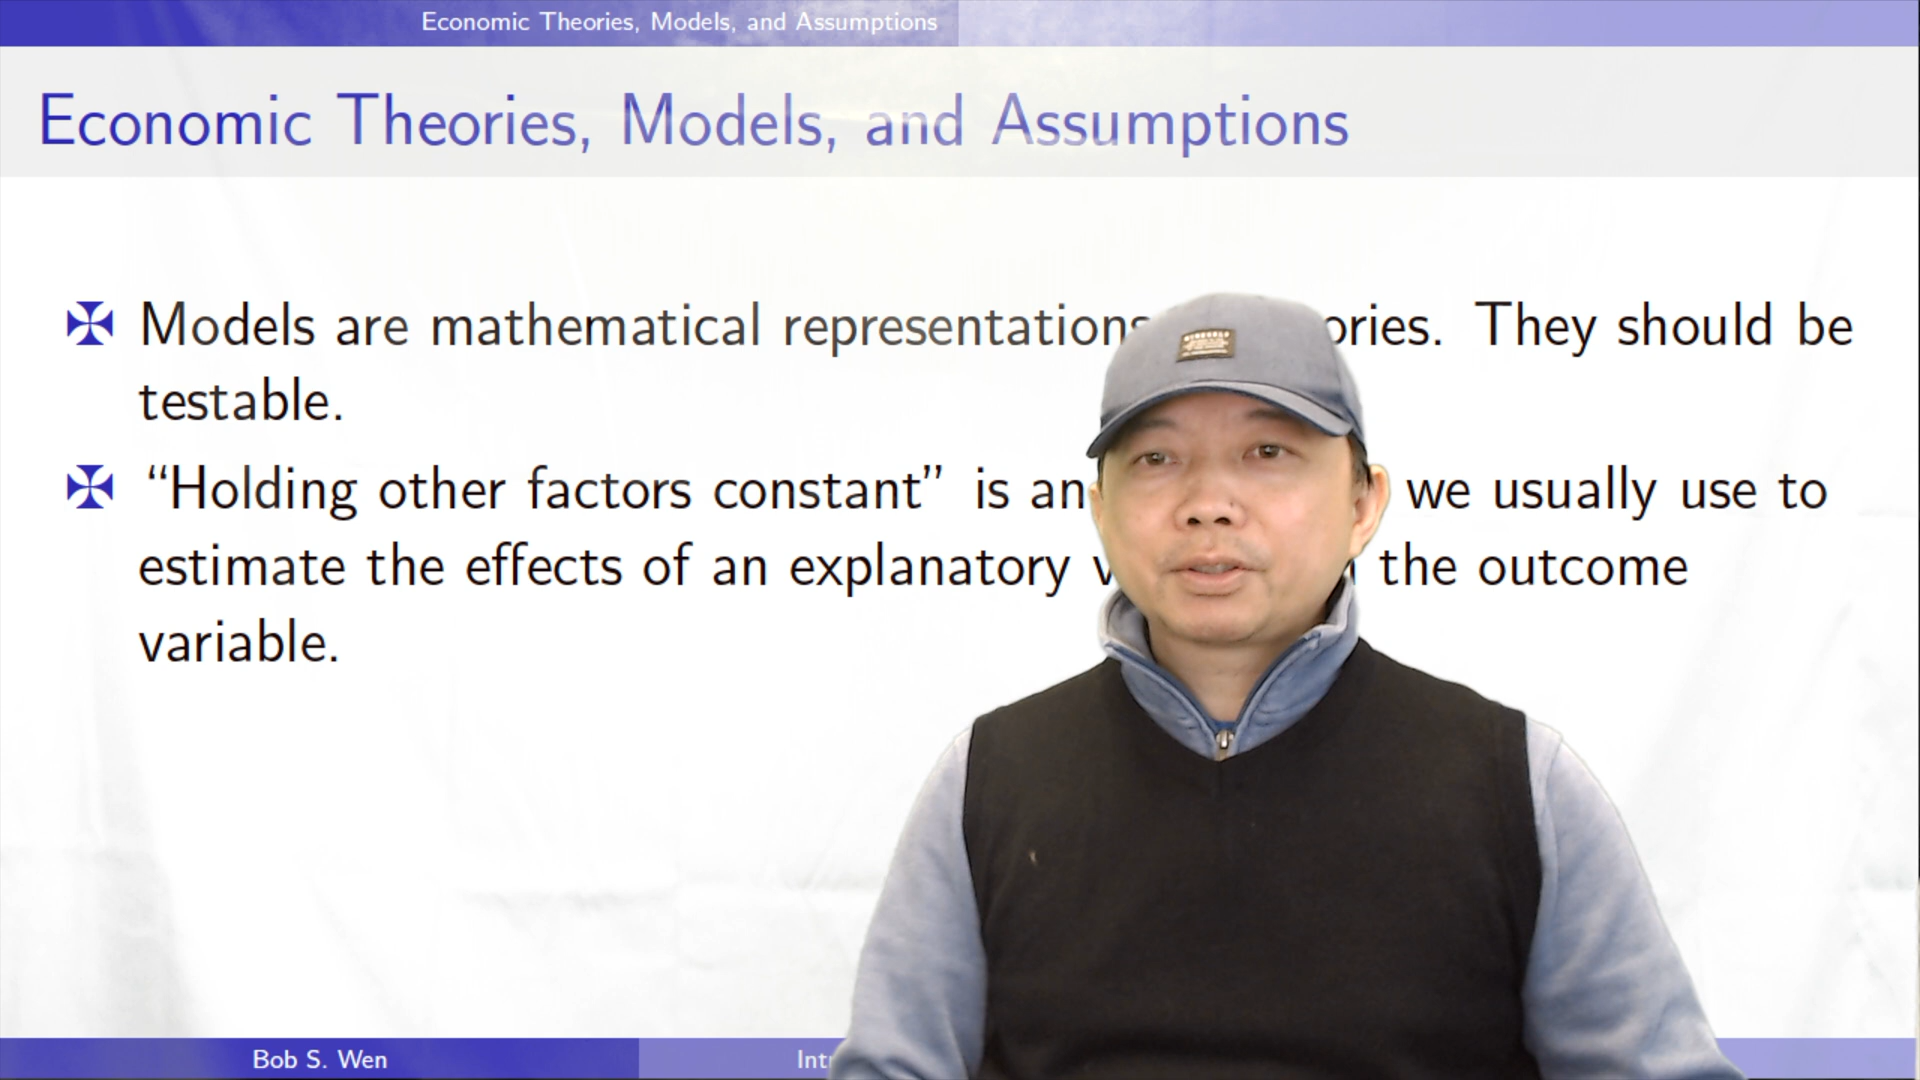 Economic Theories, Models, and Assumptions
Economic Theories, Models, and Assumptions
Models are mathematical representations ories. They should be
testable.
“Holding other factors constant” is an we usually use to
estimate the effects of an explanatory v the outcome
variable.
Bob S. Wen